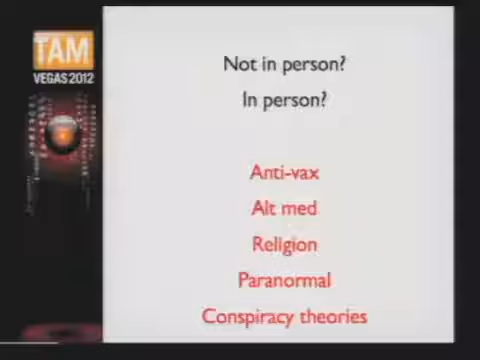 TAM
VEGAS 2012
Not in person?
In person?
Anti-vax
Alt med
Religion
Paranormal
Conspiracy theories